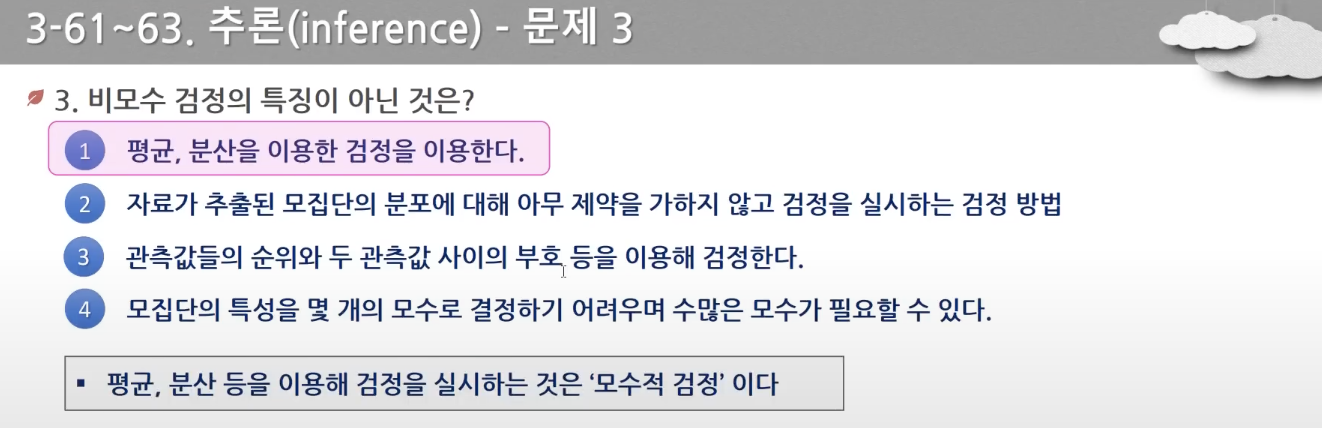 3-61~63. 추론(inference) - 문제 3
3. 비모수 검정의 특징이 아닌 것은?
1 평균, 분산을 이용한 검정을 이용한다.
2 자료가 추출된 모집단의 분포에 대해 아무 제약을 가하지 않고 검정을 실시하는 검정 방법
3 관측값들의 순위와 두 관측값 사이의 부호 등을 이용해 검정한다.
4 모집단의 특성을 몇 개의 모수로 결정하기 어려우며 수많은 모수가 필요할 수 있다.
▪ 평균, 분산 등을 이용해 검정을 실시하는 것은 ‘모수적 검정’ 이다